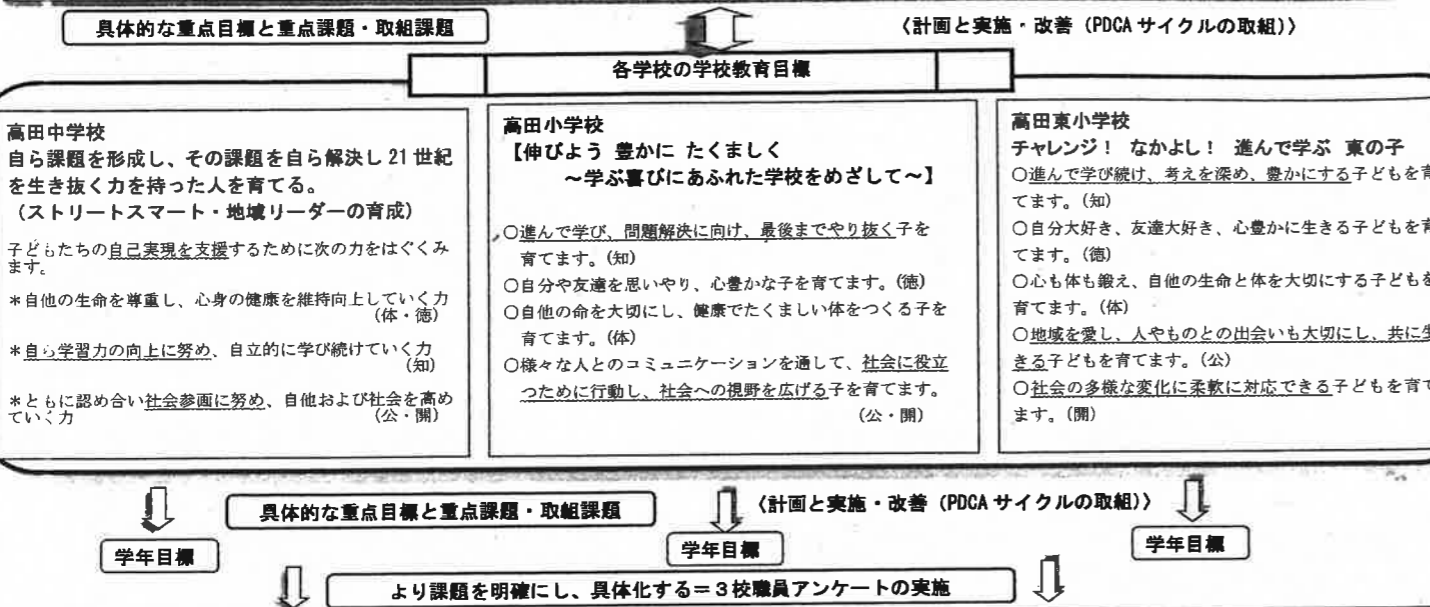 具体的な重点目標と重点課題・取組課題
〈計画と実施・改善（PDCA サイクルの取組)〉
各学校の学校教育目標
高田中学校
自ら課題を形成し、その課題を自ら解決し 21 世紀
を生き抜く力を持った人を育てる。
（ストリートスマート・地域リーダーの育成）
子どもたちの自己実現を支援するために次の力をはぐくみ
ます。
＊自他の生命を尊重し、心身の健康を維持向上していく力
（体・徳）
＊自ら学習力の向上に努め、自立的に学び続けていく力
（知）
＊ともに認め合い社会参画に努め、自他および社会を高め
ていく力 （公・開）
高田小学校
【伸びよう 豊かに たくましく
～学ぶ喜びにあふれた学校をめざして～】
○進んで学び、問題解決に向け、最後までやり抜く子を
育てます。（知）
○自分や友達を思いやり、心豊かな子を育てます。（徳）
○自他の命を大切にし、健康でたくましい体をつくる子を
育てます。（体）
○様々な人とのコミュニケーションを通して、社会に役立
つために行動し、社会への視野を広げる子を育てます。
（公・開）
高田東小学校
チャレンジ！ なかよし！ 進んで学ぶ 東の子
○進んで学び続け、考えを深め、豊かにする子どもを育
てます。（知）
○自分大好き、友達大好き、心豊かに生きる子どもを育
てます。（徳）
○心も体も鍛え、自他の生命と体を大切にする子どもを
育てます。（体）
○地域を愛し、人やものとの出会いも大切にし、共に生
きる子どもを育てます。（公）
○社会の多様な変化に柔軟に対応できる子どもを育て
ます。（開）
具体的な重点目標と重点課題・取組課題
〈計画と実施・改善（PDCA サイクルの取組)〉
学年目標
学年目標
学年目標
より課題を明確にし、具体化する＝３校職員アンケートの実施